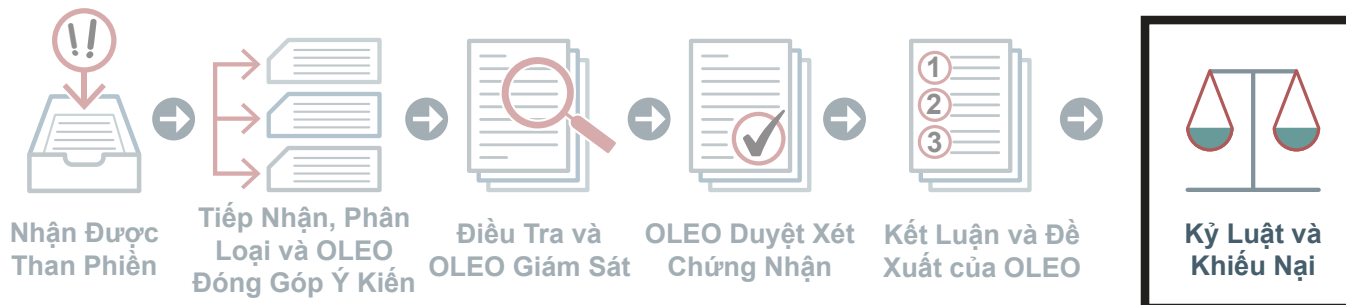 !!
1
2
3
Nhận Được
Than Phiền
Tiếp Nhận, Phân
Loại và OLEO
Đóng Góp Ý Kiến
Điều Tra và
OLEO Giám Sát
OLEO Duyệt Xét
Chứng Nhận
Kết Luận và Đề
Xuất của OLEO
Kỷ Luật và
Khiếu Nại